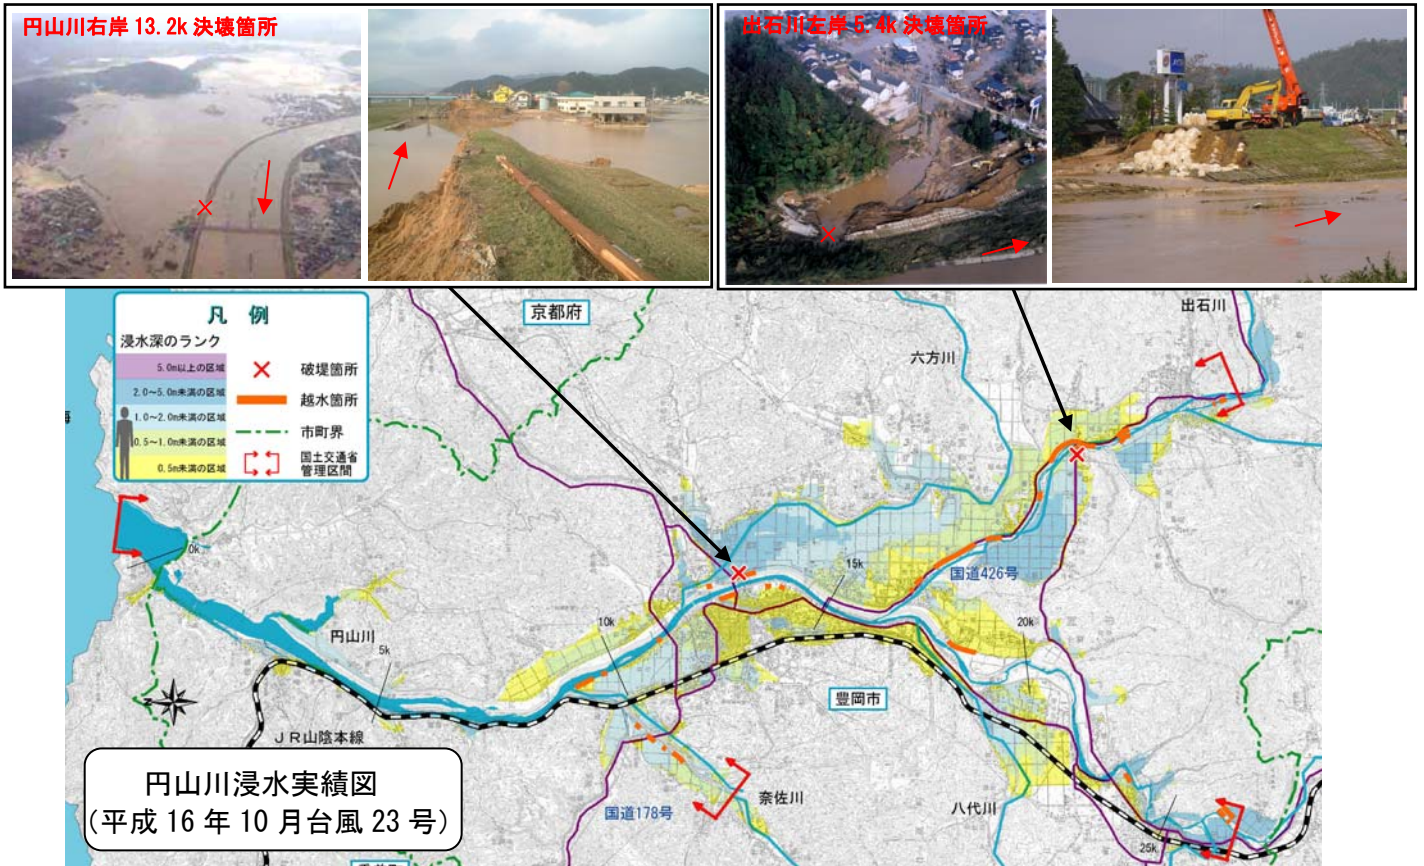 円山川右岸 13.2k 決壊箇所
出石川左岸 5.4k 決壊箇所
凡 例
浸水深のランク
5.0m以上の区域
2.0～5.0m未満の区域
1.0～2.0m未満の区域
0.5～1.0m未満の区域
0.5m未満の区域
破堤箇所
越水箇所
市町界
国土交通省
管理区間
京都府
出石川
六方川
海
0k
円山川
5k
10k
15k
国道426号
20k
豊岡市
JR山陰本線
国道178号
奈佐川
八代川
25k
円山川浸水実績図
(平成 16 年 10 月台風 23 号)